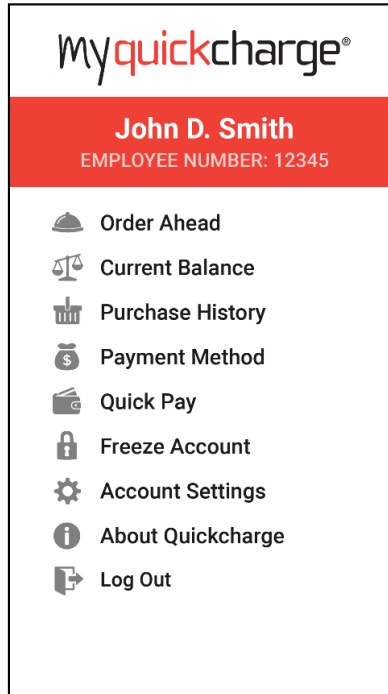 myquickcharge®
John D. Smith
EMPLOYEE NUMBER: 12345
Order Ahead
Current Balance
Purchase History
$
Payment Method
Quick Pay
Freeze Account
Account Settings
i
About Quickcharge
Log Out